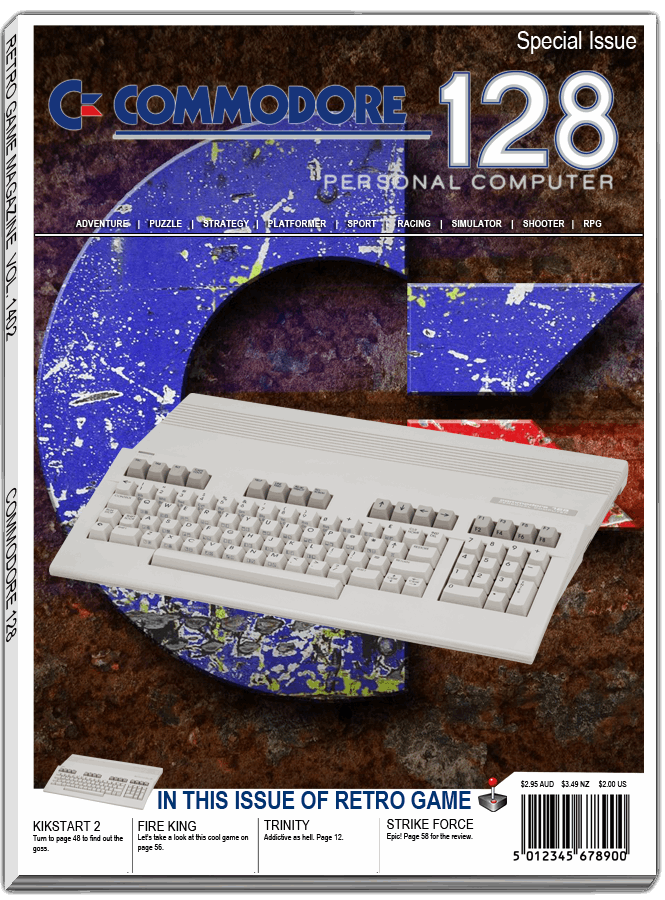 Special Issue
COMMODORE 128
PERSONAL COMPUTER
ADVENTURE | PUZZLE | STRATEGY | PLATFORMER | SPORT | RACING | SIMULATOR | SHOOTER | RPG
RETRO GAME MAGAZINE VOL. 1402
COMMODORE 128
IN THIS ISSUE OF RETRO GAME
$2.95 AUD $3.49 NZ $2.00 US
KIKSTART 2
Turn to page 48 to find out the
goss.
FIRE KING
Let's take a look at this cool game on
page 56.
TRINITY
Addictive as hell. Page 12.
STRIKE FORCE
Epic! Page 58 for the review.
5 012345 678900